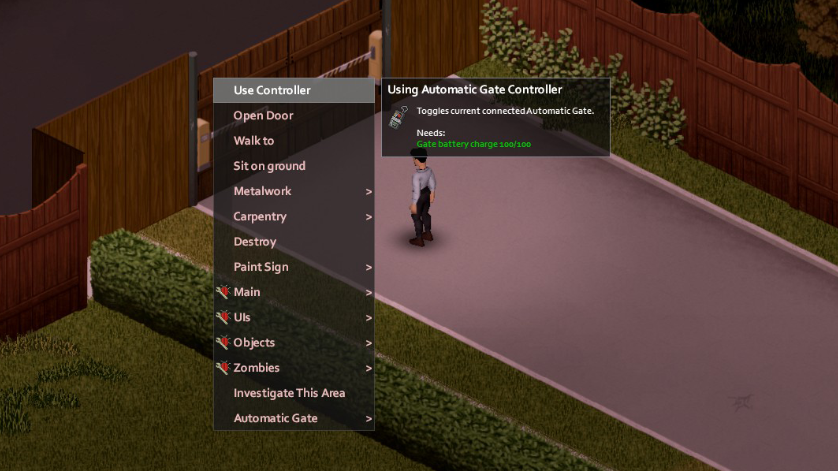 Use Controller
Using Automatic Gate Controller
Toggles current connected Automatic Gate.
Needs:
Gate battery charge 100/100
Open Door
Walk to
Sit on ground
Metalwork >
Carpentry >
Destroy
Paint Sign >
Main >
UIs >
Objects >
Zombies >
Investigate This Area
Automatic Gate >